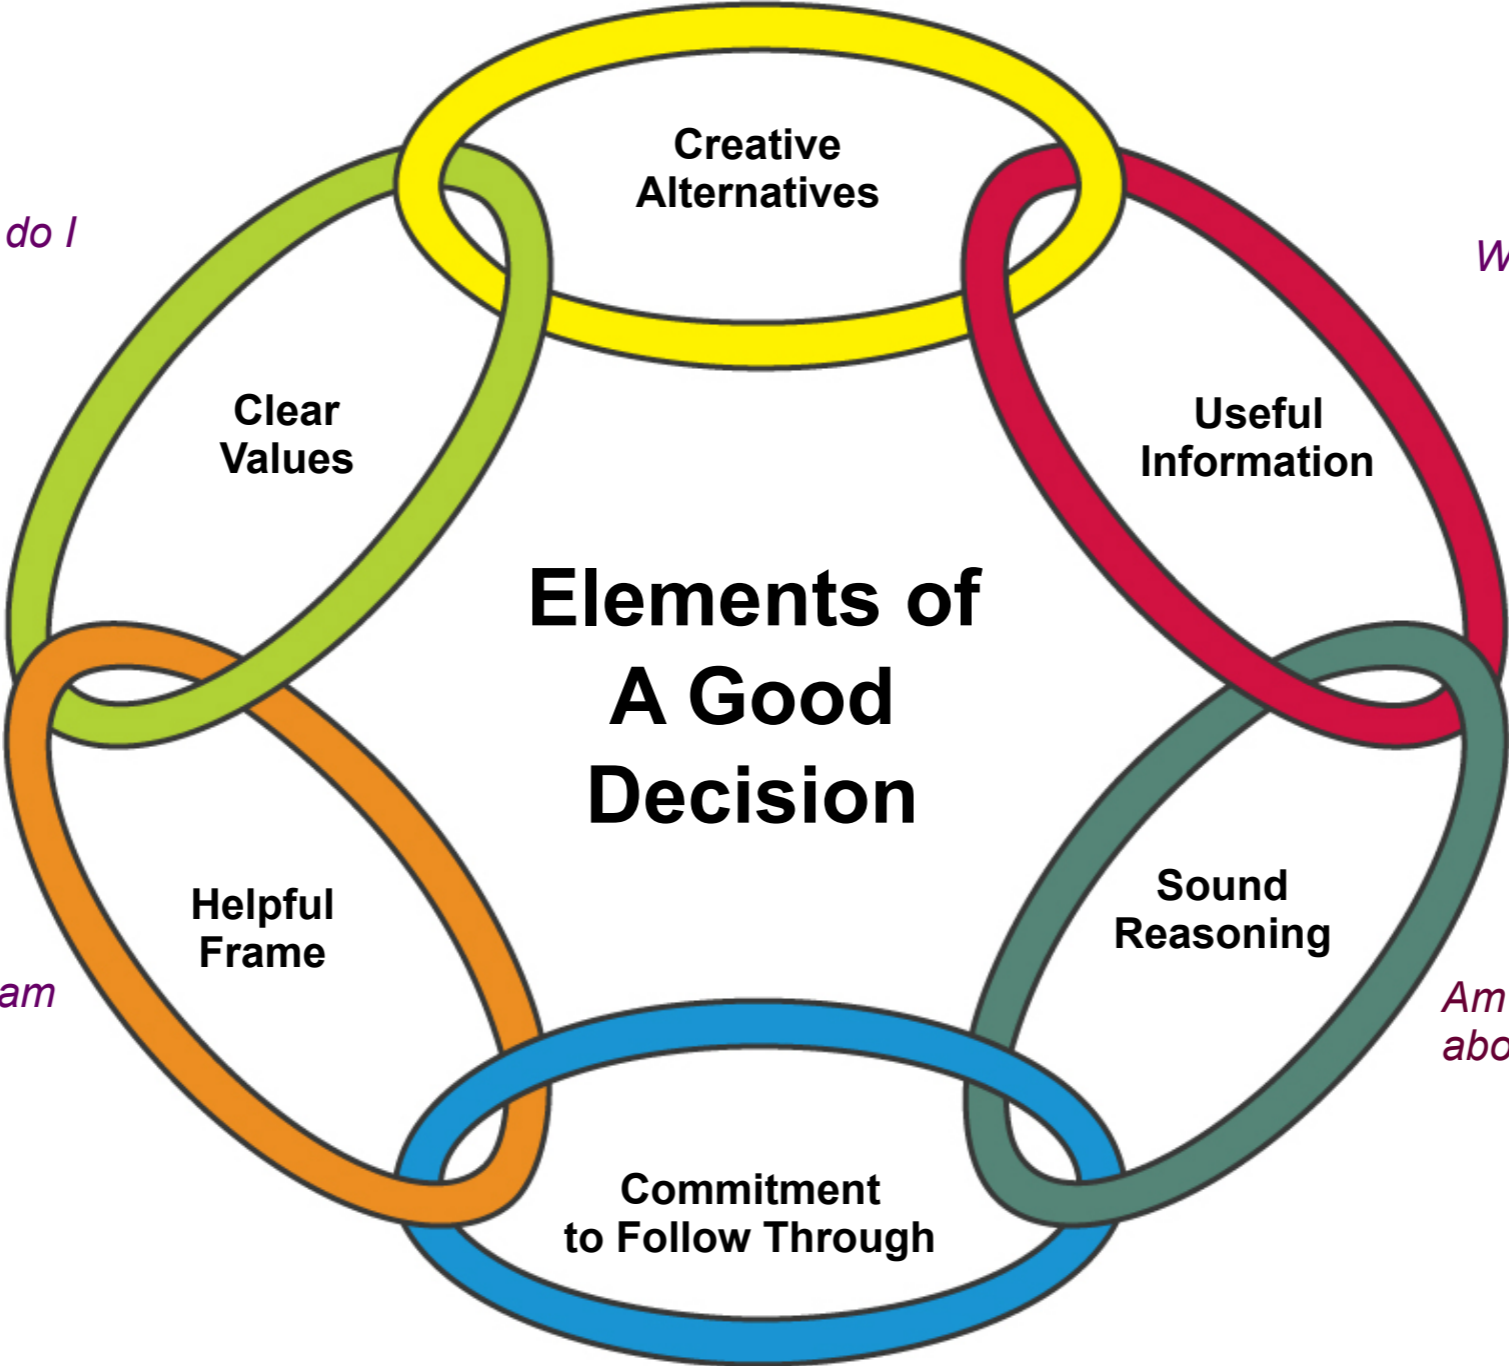 Creative
Alternatives
do I
W
Clear
Values
Useful
Information
Elements of
A Good
Decision
Helpful
Frame
Sound
Reasoning
am
Am
abo
Commitment
to Follow Through